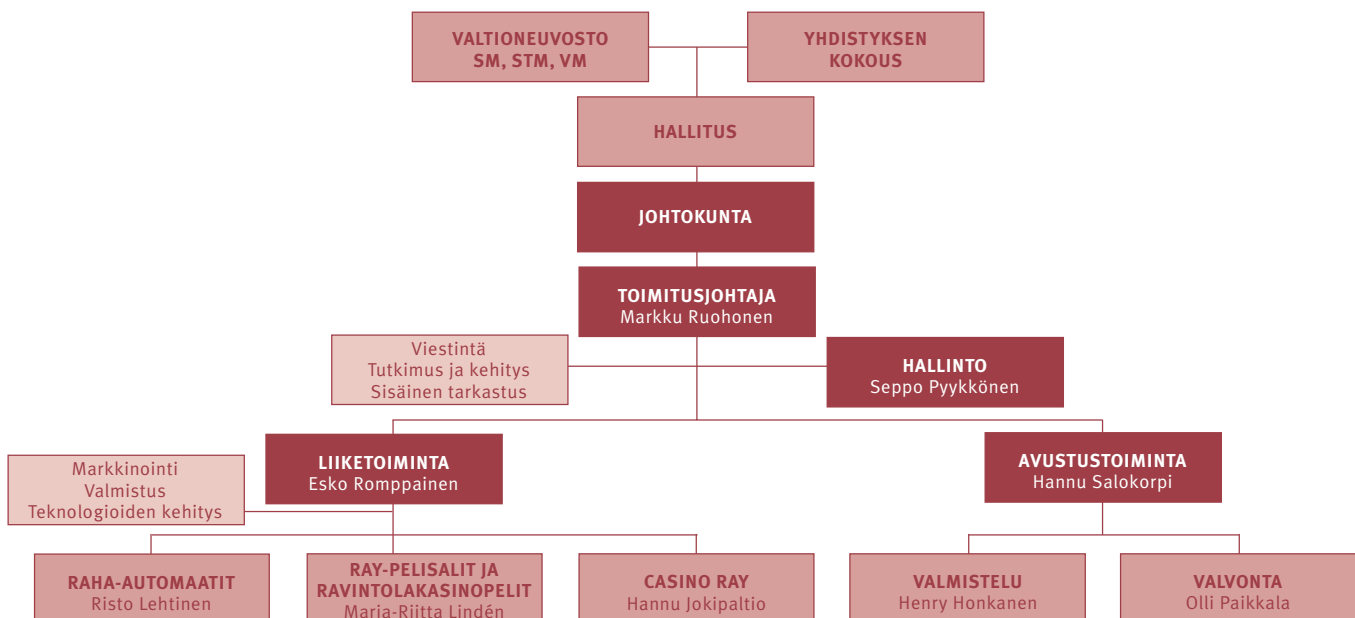 VALTIONEUVOSTO
SM, STM, VM
YHDISTYKSEN
KOKOUS
HALLITUS
JOHTOKUNTA
TOIMITUSJOHTAJA
Markku Ruohonen
Viestintä
Tutkimus ja kehitys
Sisäinen tarkastus
HALLINTO
Seppo Pyykkönen
LIIKETOIMINTA
Esko Romppainen
AVUSTUSTOIMINTA
Hannu Salokorpi
Markkinointi
Valmistus
Teknologioiden kehitys
RAHA-AUTOMAATIT
Risto Lehtinen
RAY-PELISALIT JA
RAVINTOLAKASINOPELIT
Marja-Riitta Lindén
CASINO RAY
Hannu Jokipaltio
VALMISTELU
Henry Honkanen
VALVONTA
Olli Paikkala